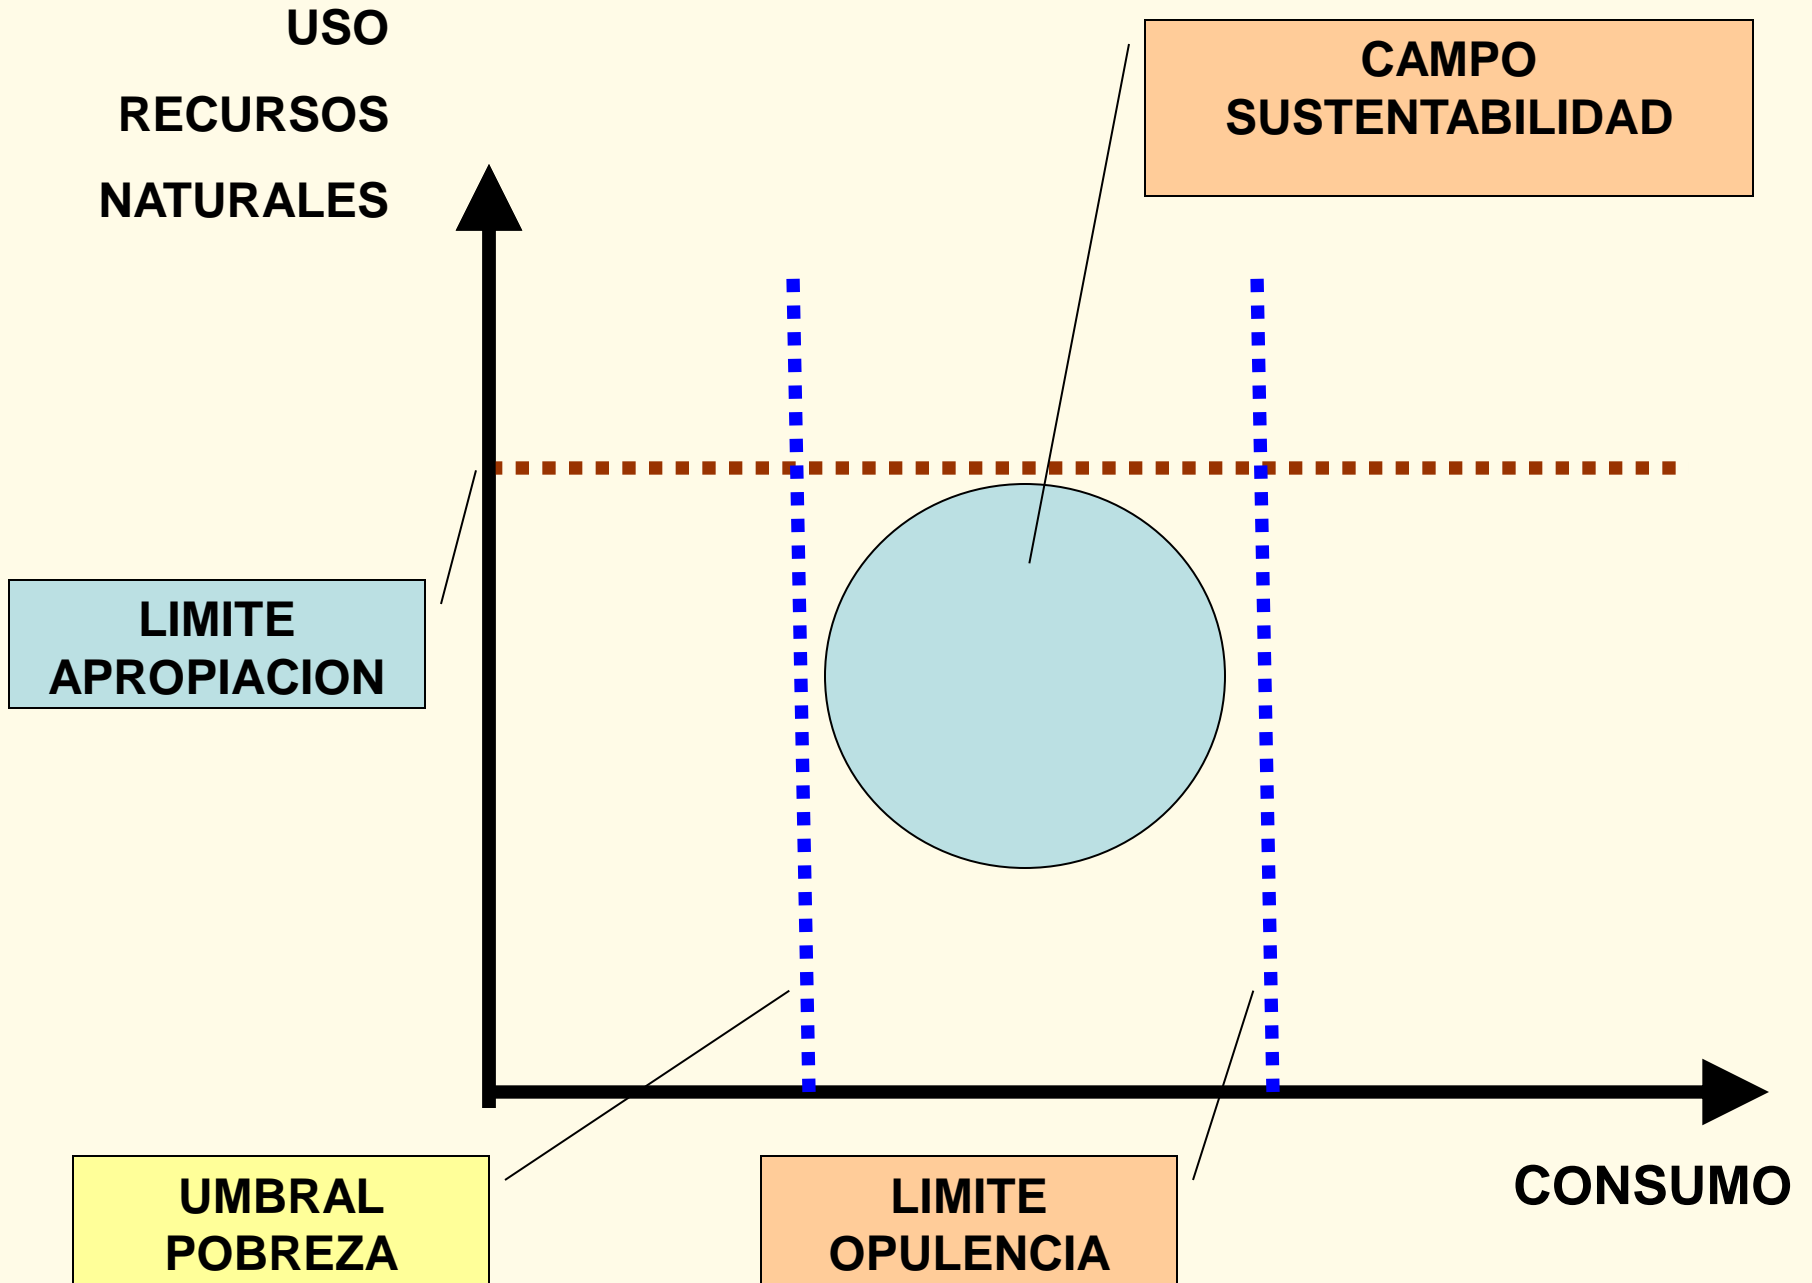 USO
RECURSOS
NATURALES
CAMPO
SUSTENTABILIDAD
LIMITE
APROPIACION
UMBRAL
POBREZA
LIMITE
OPULENCIA
CONSUMO